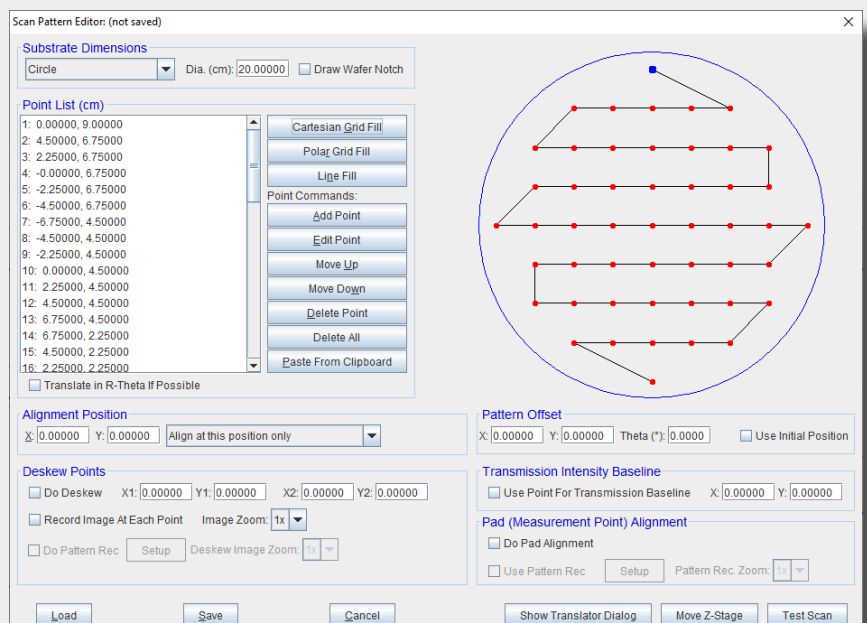 Scan Pattern Editor: (not saved)
Substrate Dimensions
Circle Dia. (cm): 20.00000 Draw Wafer Notch
Point List (cm)
1: 0.00000, 9.00000
2: 4.50000, 6.75000
3: 2.25000, 6.75000
4: -0.00000, 6.75000
5: -2.25000, 6.75000
6: -4.50000, 6.75000
7: -6.75000, 4.50000
8: -4.50000, 4.50000
9: -2.25000, 4.50000
10: 0.00000, 4.50000
11: 2.25000, 4.50000
12: 4.50000, 4.50000
13: 6.75000, 4.50000
14: 6.75000, 2.25000
15: 4.50000, 2.25000
16: 2.25000, 2.25000
Cartesian Grid Fill
Polar Grid Fill
Line Fill
Point Commands:
Add Point
Edit Point
Move Up
Move Down
Delete Point
Delete All
Paste From Clipboard
Translate in R-Theta If Possible
Alignment Position
X: 0.00000 Y: 0.00000 Align at this position only
Pattern Offset
X: 0.00000 Y: 0.00000 Theta (°): 0.0000 Use Initial Position
Deskew Points
Do Deskew X1: 0.00000 Y1: 0.00000 X2: 0.00000 Y2: 0.00000
Record Image At Each Point Image Zoom: 1x
Do Pattern Rec Setup Deskew Image Zoom: 1x
Transmission Intensity Baseline
Use Point For Transmission Baseline X: 0.00000 Y: 0.00000
Pad (Measurement Point) Alignment
Do Pad Alignment
Use Pattern Rec Setup Pattern Rec. Zoom: 1x
Load Save Cancel Show Translator Dialog Move Z-Stage Test Scan